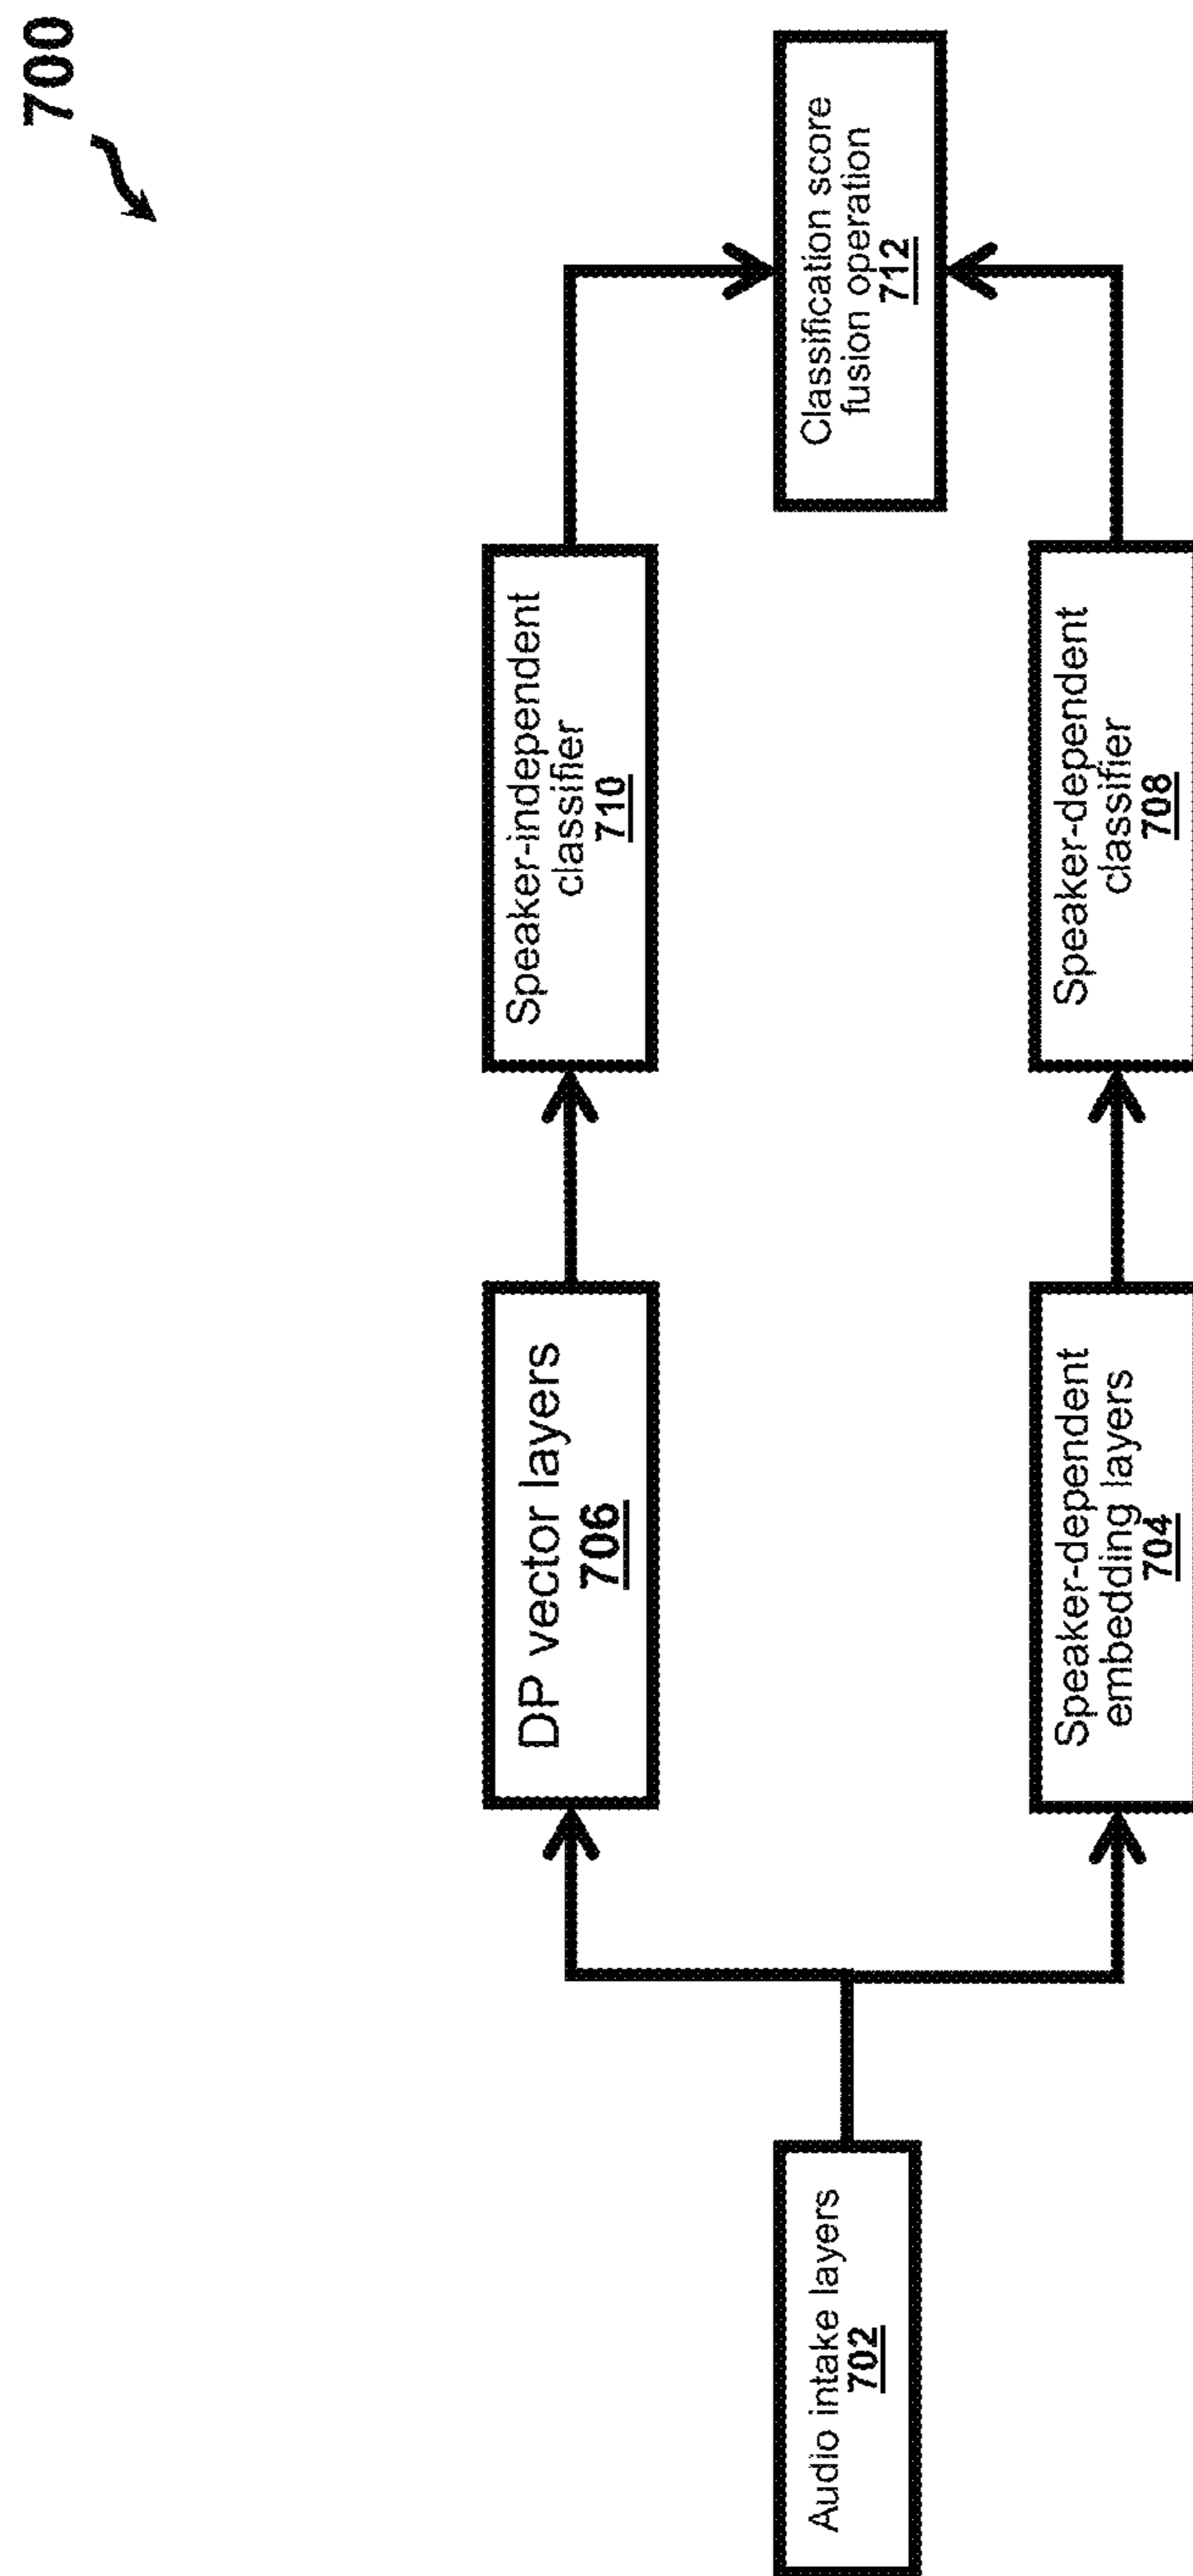 700
Audio intake layers
702
DP vector layers
706
Speaker-independent
classifier
710
Classification score
fusion operation
712
Speaker-dependent
embedding layers
704
Speaker-dependent
classifier
708